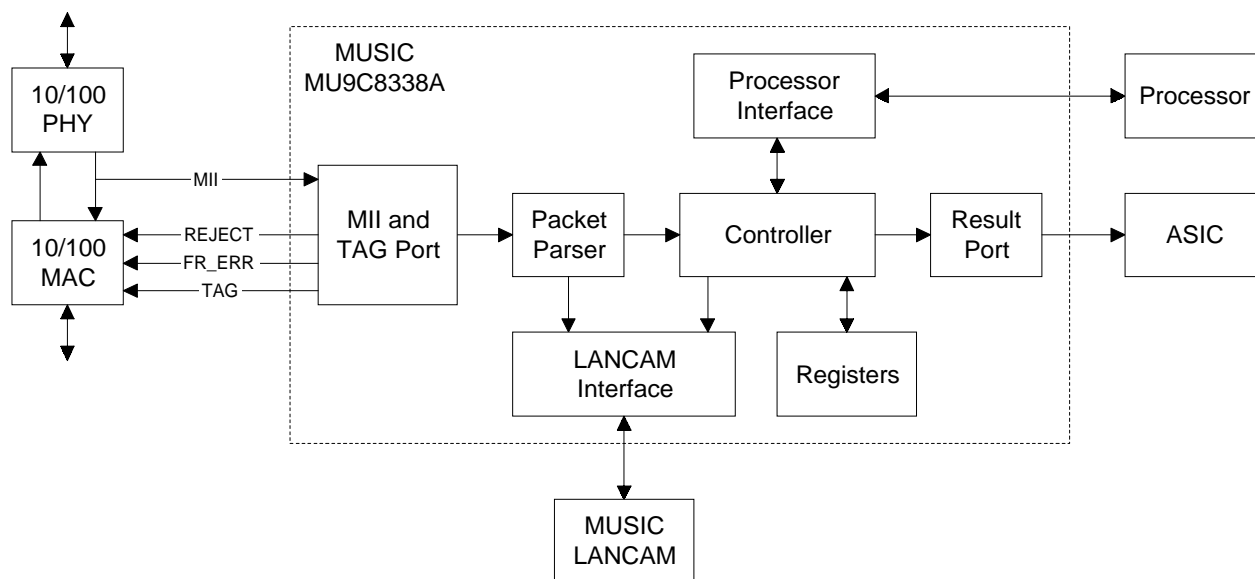 MUSIC
MU9C8338A
10/100
PHY
Processor
Interface
Processor
MII
MII and
TAG Port
Packet
Parser
Controller
Result
Port
ASIC
10/100
MAC
REJECT
FR_ERR
TAG
LANCAM
Interface
Registers
MUSIC
LANCAM